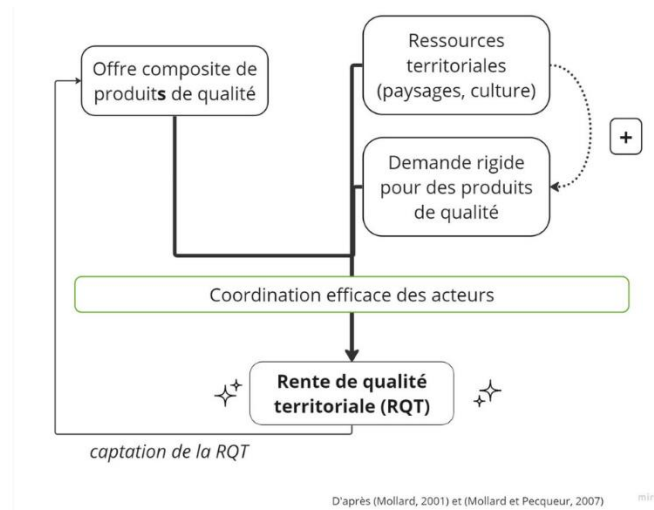 Offre composite de
produits de qualité
Ressources
territoriales
(paysages, culture)
+
Demande rigide
pour des produits
de qualité
Coordination efficace des acteurs
Rente de qualité
territoriale (RQT)
captation de la RQT
D'après (Mollard, 2001) et (Mollard et Pecqueur, 2007)